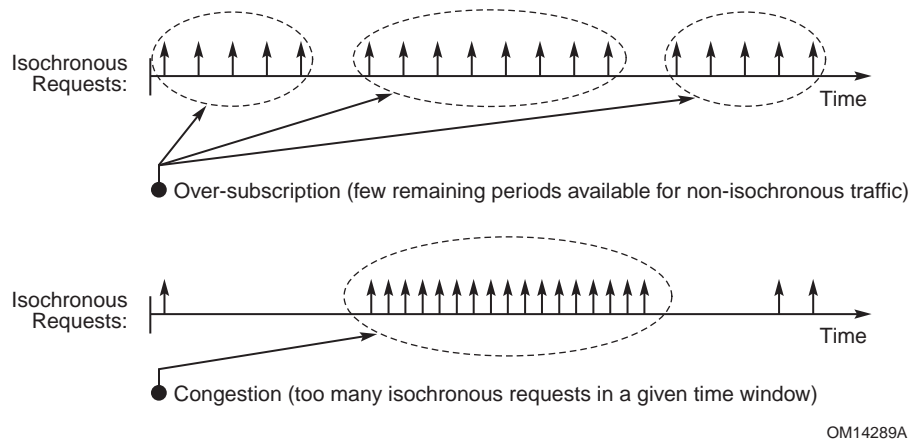 Isochronous
Requests:
Time
Over-subscription (few remaining periods available for non-isochronous traffic)
Isochronous
Requests:
Time
Congestion (too many isochronous requests in a given time window)
OM14289A